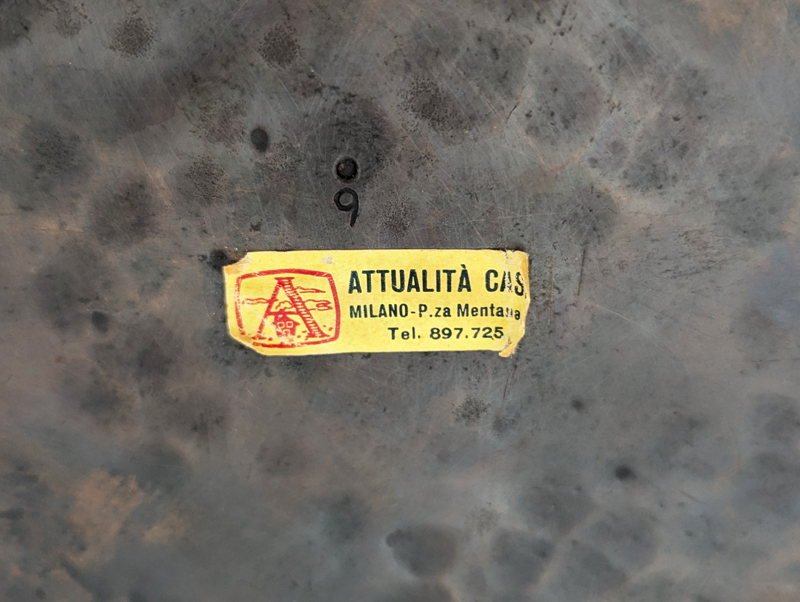 9
ATTUALITÀ CAS
MILANO-P.za Mentana
Tel. 897.725